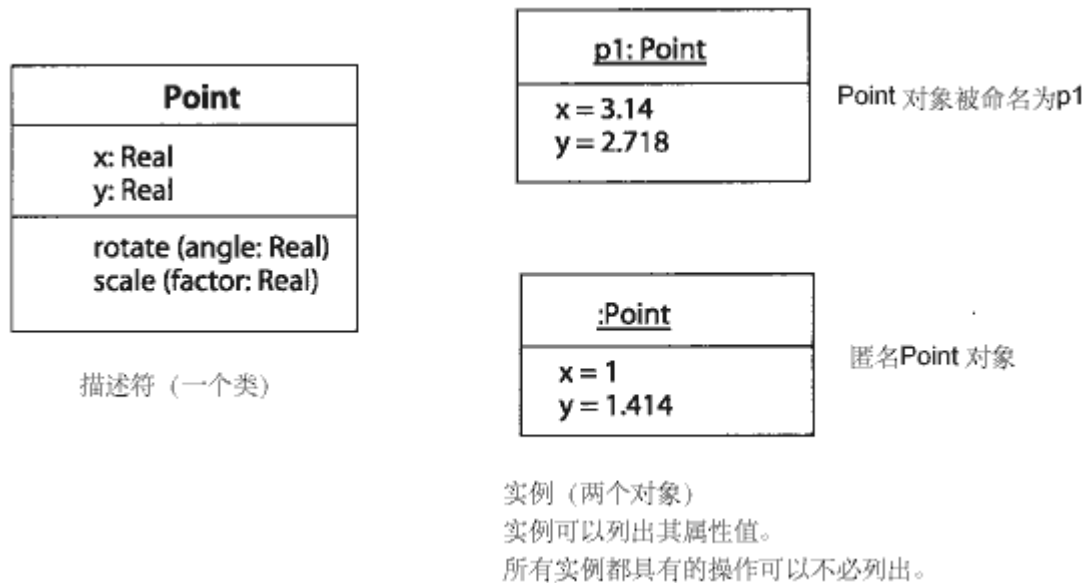 Point
x: Real
y: Real
rotate (angle: Real)
scale (factor: Real)
描述符（一个类）
p1: Point
x = 3.14
y = 2.718
Point 对象被命名为p1
:Point
x = 1
y = 1.414
匿名Point 对象
实例（两个对象）
实例可以列出其属性值。
所有实例都具有的操作可以不必列出。